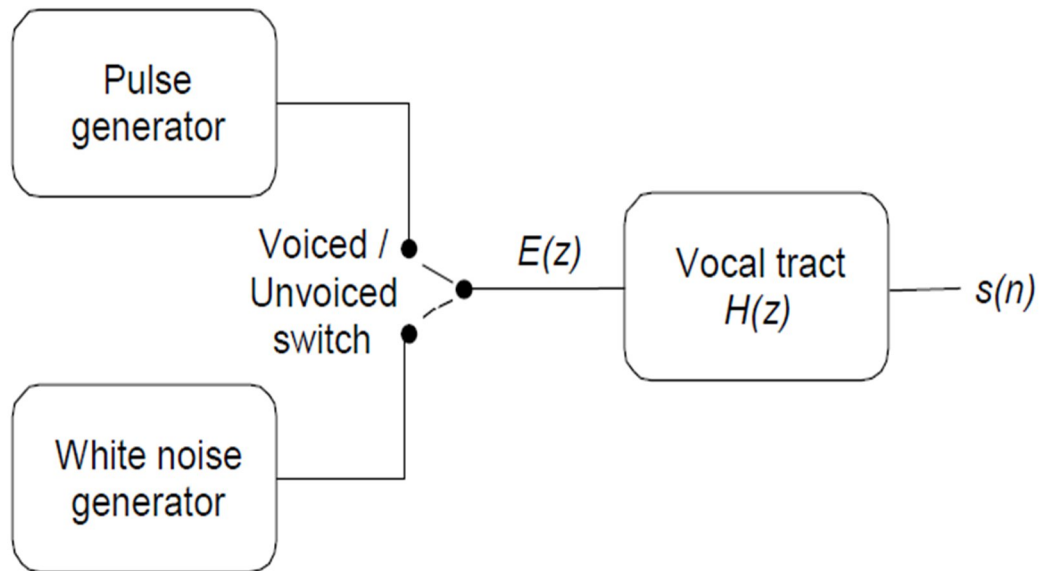 Pulse
generator
Voiced /
Unvoiced
switch
E(z)
Vocal tract
H(z)
s(n)
White noise
generator